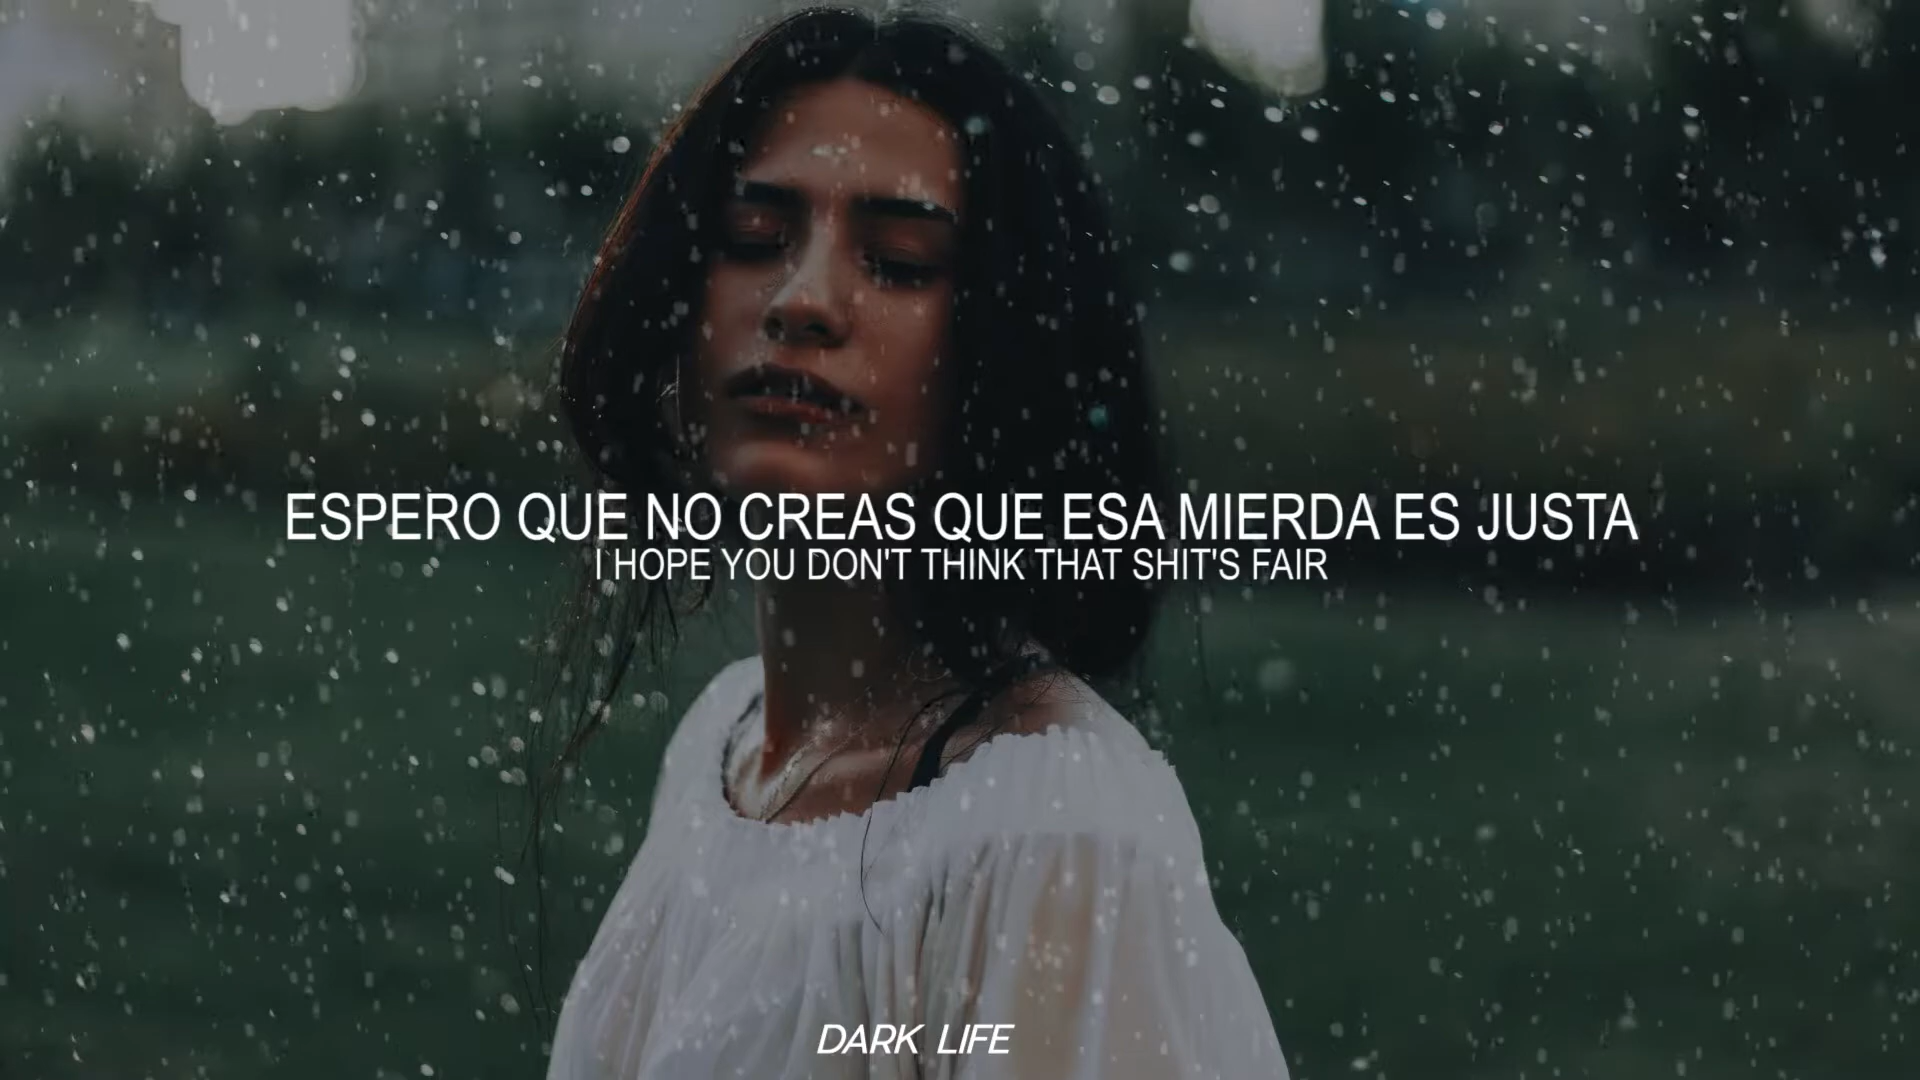 ESPERO QUE NO CREAS QUE ESA MIERDA ES JUSTA
I HOPE YOU DON'T THINK THAT SHIT'S FAIR
DARK LIFE